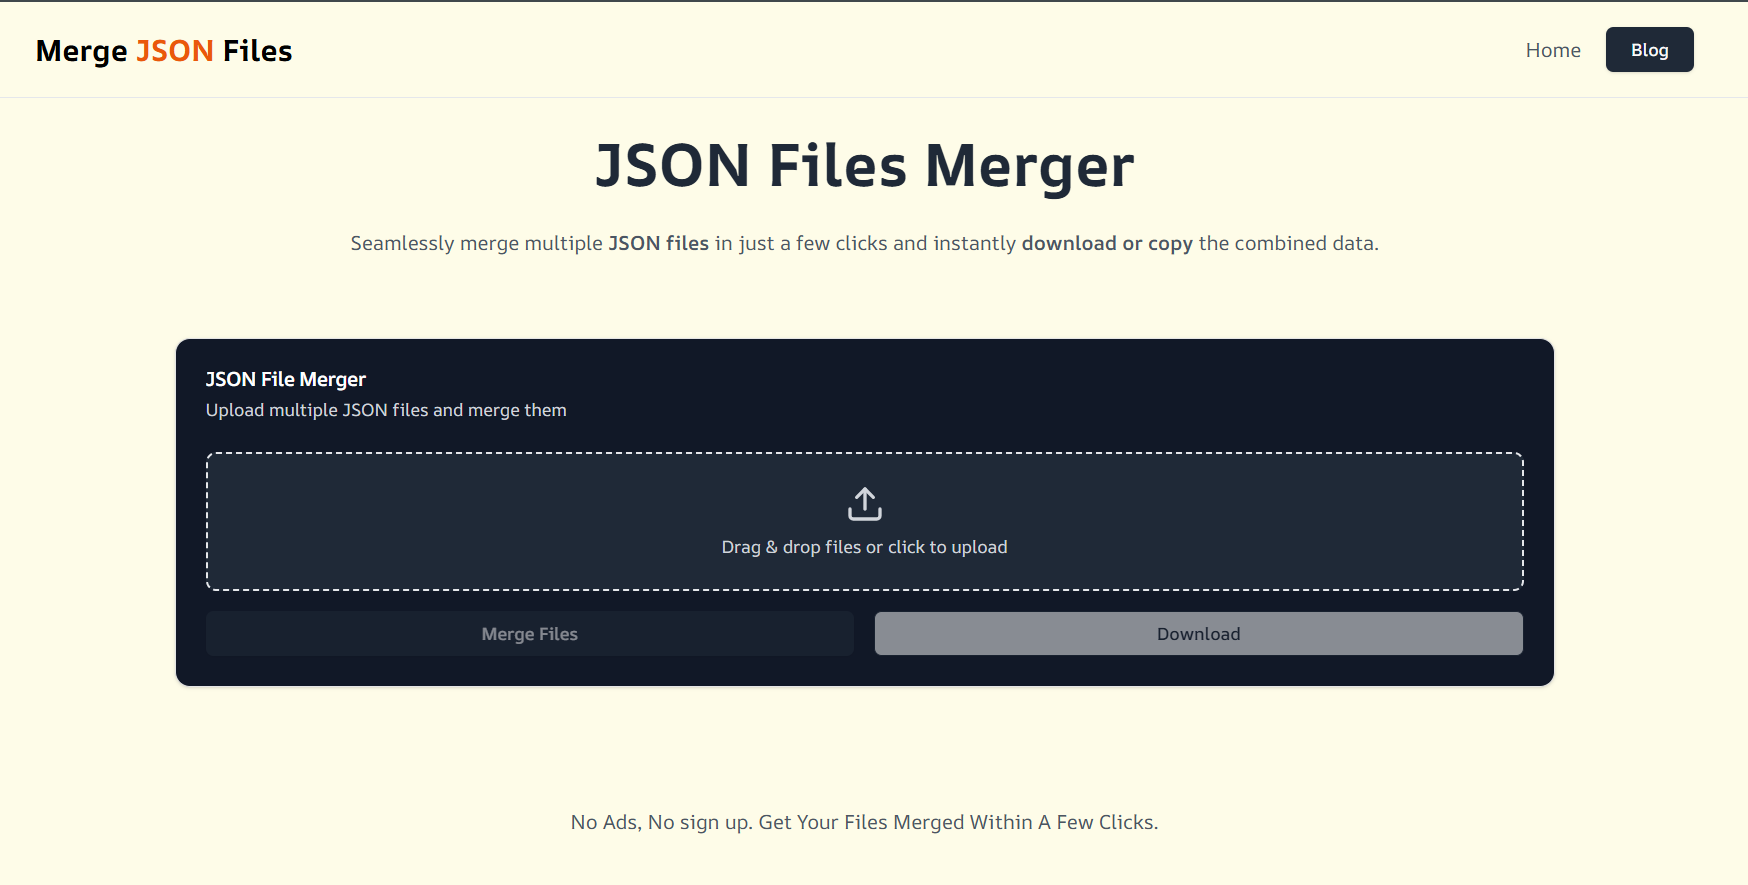 Merge JSON Files
Home
Blog
JSON Files Merger
Seamlessly merge multiple JSON files in just a few clicks and instantly download or copy the combined data.
JSON File Merger
Upload multiple JSON files and merge them
Drag & drop files or click to upload
Merge Files
Download
No Ads, No sign up. Get Your Files Merged Within A Few Clicks.